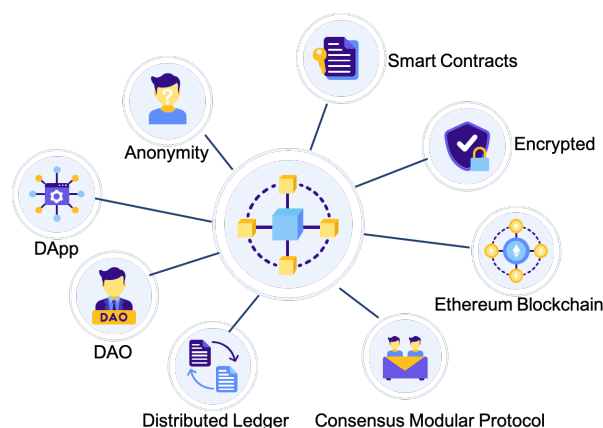 Smart Contracts
Anonymity
Encrypted
?
DApp
Ethereum Blockchain
DAO
DAO
Distributed Ledger
Consensus Modular Protocol